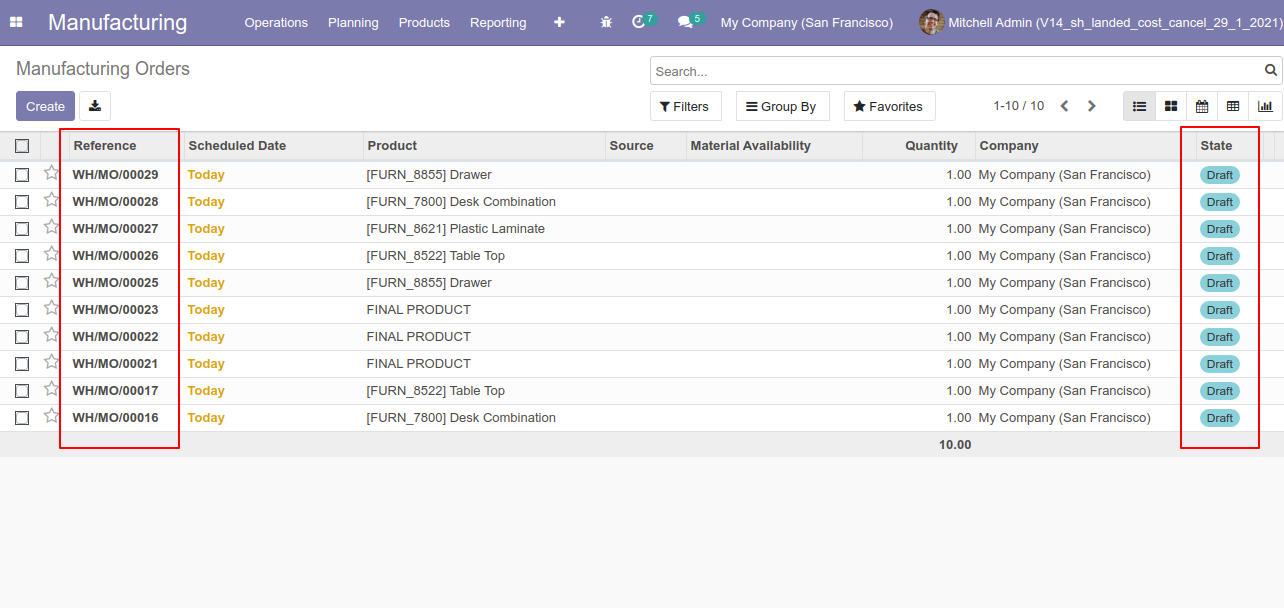 Manufacturing Operations Planning Products Reporting 7 5 My Company (San Francisco) Mitchell Admin (V14_sh_landed_cost_cancel_29_1_2021)
Manufacturing Orders Search...
Create Filters Group By Favorites 1-10 / 10
Reference Scheduled Date Product Source Material Availability Quantity Company State
WH/MO/00029 Today [FURN_8855] Drawer 1.00 My Company (San Francisco) Draft
WH/MO/00028 Today [FURN_7800] Desk Combination 1.00 My Company (San Francisco) Draft
WH/MO/00027 Today [FURN_8621] Plastic Laminate 1.00 My Company (San Francisco) Draft
WH/MO/00026 Today [FURN_8522] Table Top 1.00 My Company (San Francisco) Draft
WH/MO/00025 Today [FURN_8855] Drawer 1.00 My Company (San Francisco) Draft
WH/MO/00023 Today FINAL PRODUCT 1.00 My Company (San Francisco) Draft
WH/MO/00022 Today FINAL PRODUCT 1.00 My Company (San Francisco) Draft
WH/MO/00021 Today FINAL PRODUCT 1.00 My Company (San Francisco) Draft
WH/MO/00017 Today [FURN_8522] Table Top 1.00 My Company (San Francisco) Draft
WH/MO/00016 Today [FURN_7800] Desk Combination 1.00 My Company (San Francisco) Draft
10.00